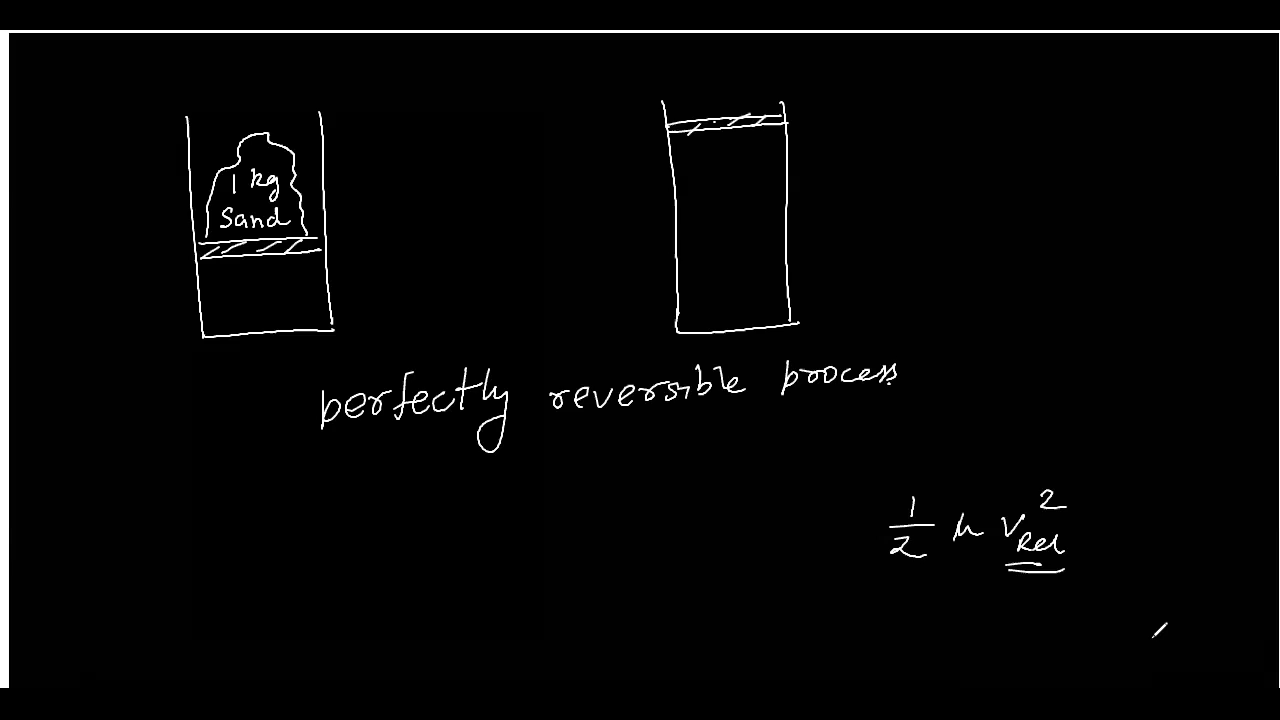 1 kg
Sand
perfectly reversible process
1/2 μ v_Rel^2